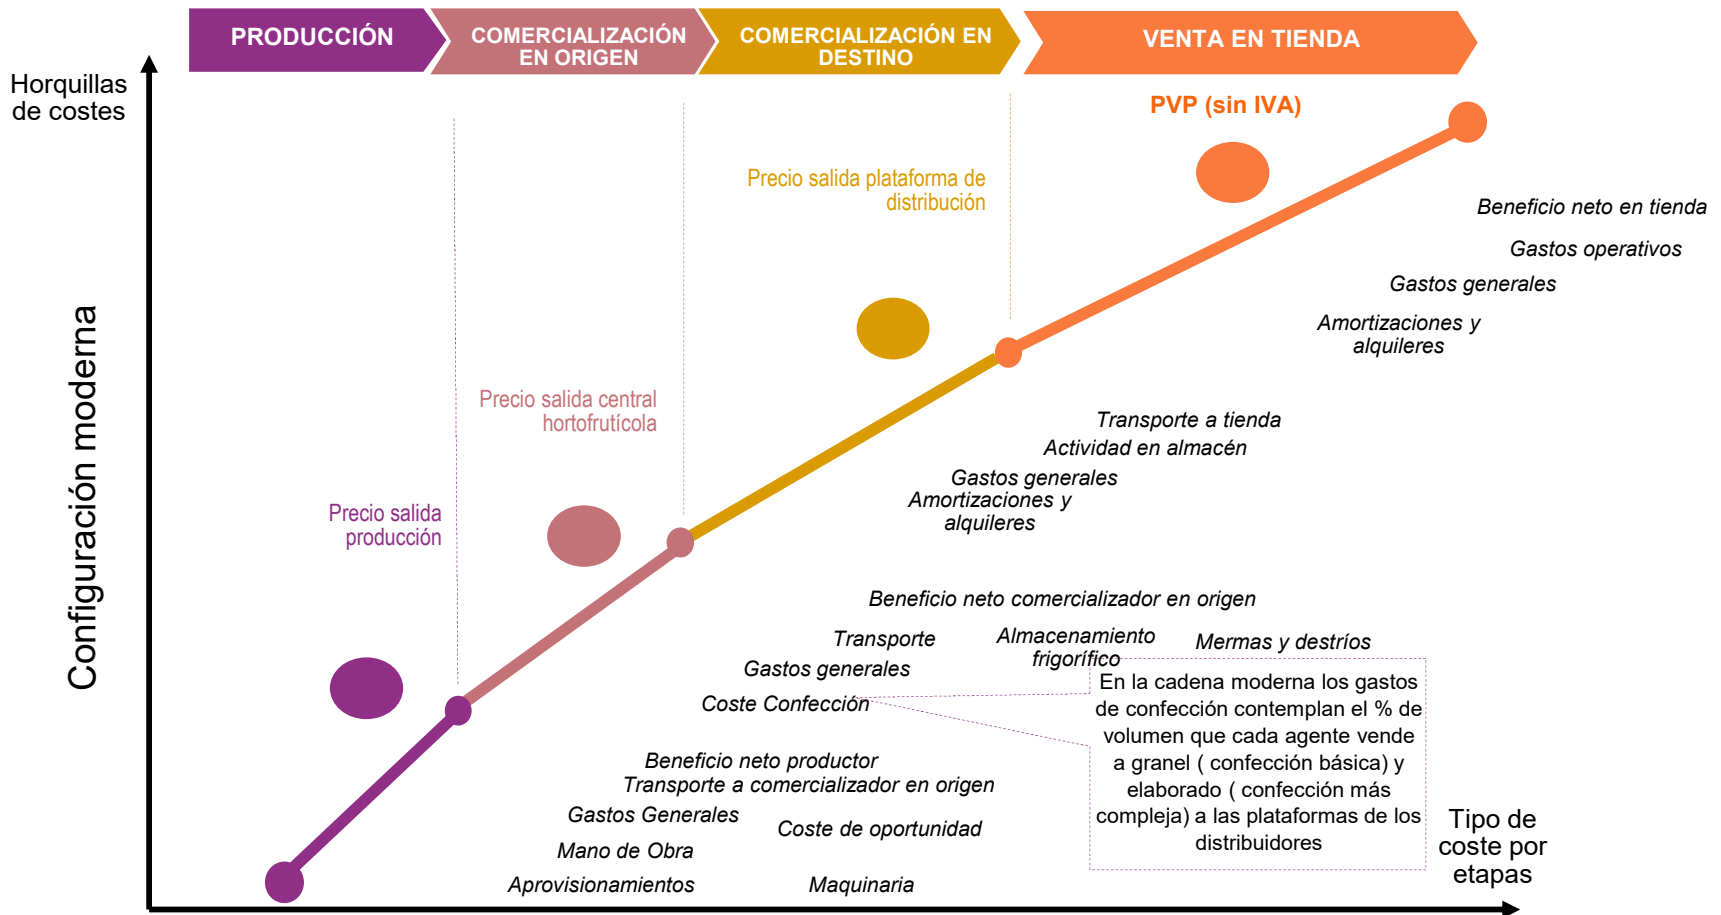 PRODUCCIÓN
COMERCIALIZACIÓN
EN ORIGEN
COMERCIALIZACIÓN EN
DESTINO
VENTA EN TIENDA
Horquillas
de costes
PVP (sin IVA)
Precio salida plataforma de
distribución
Beneficio neto en tienda
Gastos operativos
Gastos generales
Amortizaciones y
alquileres
Configuración moderna
Precio salida central
hortofrutícola
Transporte a tienda
Actividad en almacén
Gastos generales
Amortizaciones y
alquileres
Precio salida
producción
Beneficio neto comercializador en origen
Transporte
Almacenamiento
frigorífico
Mermas y destríos
Gastos generales
Coste Confección
En la cadena moderna los gastos
de confección contemplan el % de
volumen que cada agente vende
a granel ( confección básica) y
elaborado ( confección más
compleja) a las plataformas de los
distribuidores
Beneficio neto productor
Transporte a comercializador en origen
Gastos Generales
Coste de oportunidad
Mano de Obra
Aprovisionamientos
Maquinaria
Tipo de
coste por
etapas